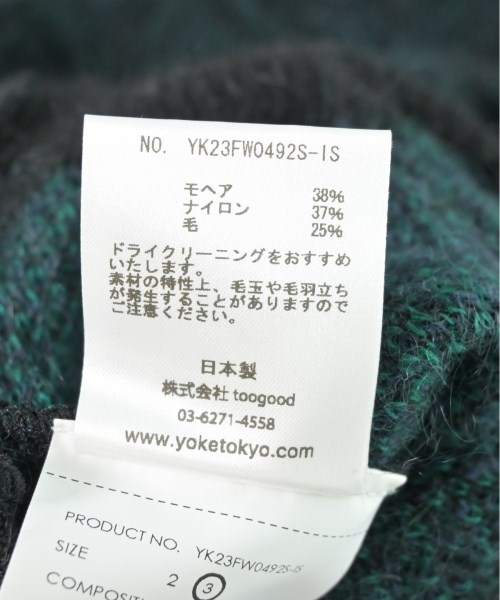 NO. YK23FW0492S-IS
モヘア 38%
ナイロン 37%
毛 25%
ドライクリーニングをおすすめ
いたします。
素材の特性上、毛玉や毛羽立ち
が発生することがありますので
ご注意ください。
日本製
株式会社 toogood
03-6271-4558
www.yoketokyo.com
PRODUCT NO. YK23FW0492S-IS
SIZE 2 3